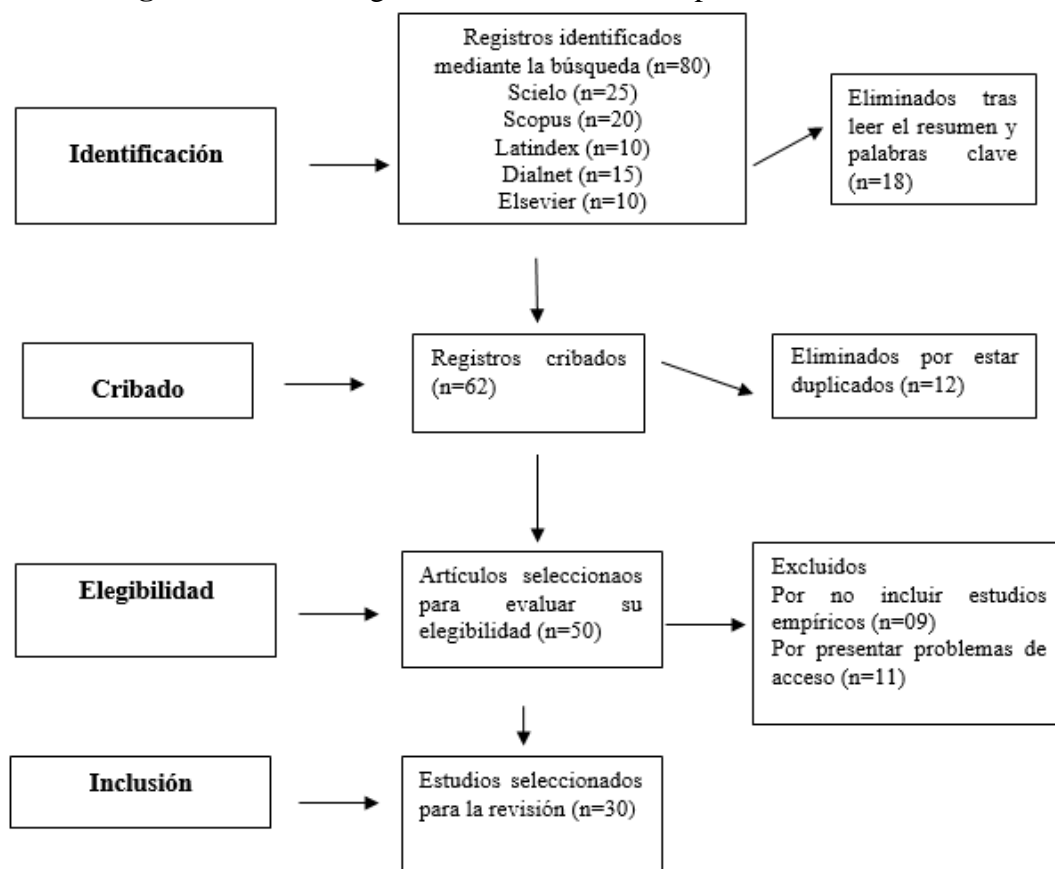 Identificación
Registros identificados
mediante la búsqueda (n=80)
Scielo (n=25)
Scopus (n=20)
Latindex (n=10)
Dialnet (n=15)
Elsevier (n=10)
Eliminados tras
leer el resumen y
palabras clave
(n=18)
Cribado
Registros cribados
(n=62)
Eliminados por estar
duplicados (n=12)
Elegibilidad
Artículos seleccionaos
para evaluar su
elegibilidad (n=50)
Excluidos
Por no incluir estudios
empíricos (n=09)
Por presentar problemas de
acceso (n=11)
Inclusión
Estudios seleccionados
para la revisión (n=30)